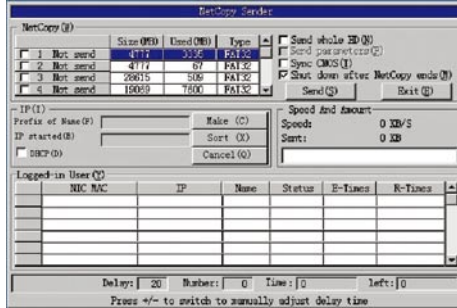 NetCopy Sender
NetCopy(W)
Size(MB) Used(MB) Type
1 Not send 4777 3336 FAT32
2 Not send 4777 67 FAT32
3 Not send 28615 509 FAT32
4 Not send 19069 7600 FAT32
Send whole HD(N)
Send parameters(P)
Sync CMOS(T)
Shut down after NetCopy ends(M)
Send(S) Exit(E)
IP(I)
Prefix of Name(F) Make (C)
IP started(B) Sort (X)
DHCP(D) Cancel(Q)
Speed And Amount
Speed: 0 KB/S
Sent: 0 KB
Logged-in User(Y)
NIC MAC IP Name Status E-Times R-Times
Delay: 20 Number: 0 Time: 0 left: 0
Press +/- to switch to manually adjust delay time